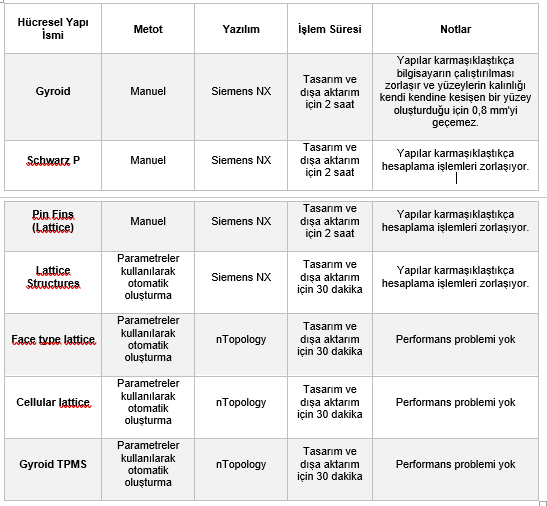 Hücresel Yapı
İsmi
Metot
Yazılım
İşlem Süresi
Notlar
Gyroid
Manuel
Siemens NX
Tasarım ve
dışa aktarım
için 2 saat
Yapılar karmaşıklaştıkça
bilgisayarın çalıştırılması
zorlaşır ve yüzeylerin kalınlığı
kendi kendine kesişen bir yüzey
oluşturduğu için 0,8 mm'yi
geçemez.
Schwarz P
Manuel
Siemens NX
Tasarım ve
dışa aktarım
için 2 saat
Yapılar karmaşıklaştıkça
hesaplama işlemleri zorlaşıyor.
Pin Fins
(Lattice)
Manuel
Siemens NX
Tasarım ve
dışa aktarım
için 2 saat
Yapılar karmaşıklaştıkça
hesaplama işlemleri zorlaşıyor.
Lattice
Structures
Parametreler
kullanılarak
otomatik
oluşturma
Siemens NX
Tasarım ve
dışa aktarım
için 30 dakika
Yapılar karmaşıklaştıkça
hesaplama işlemleri zorlaşıyor.
Face type lattice
Parametreler
kullanılarak
otomatik
oluşturma
nTopology
Tasarım ve
dışa aktarım
için 30 dakika
Performans problemi yok
Cellular lattice
Parametreler
kullanılarak
otomatik
oluşturma
nTopology
Tasarım ve
dışa aktarım
için 30 dakika
Performans problemi yok
Gyroid TPMS
Parametreler
kullanılarak
otomatik
oluşturma
nTopology
Tasarım ve
dışa aktarım
için 30 dakika
Performans problemi yok